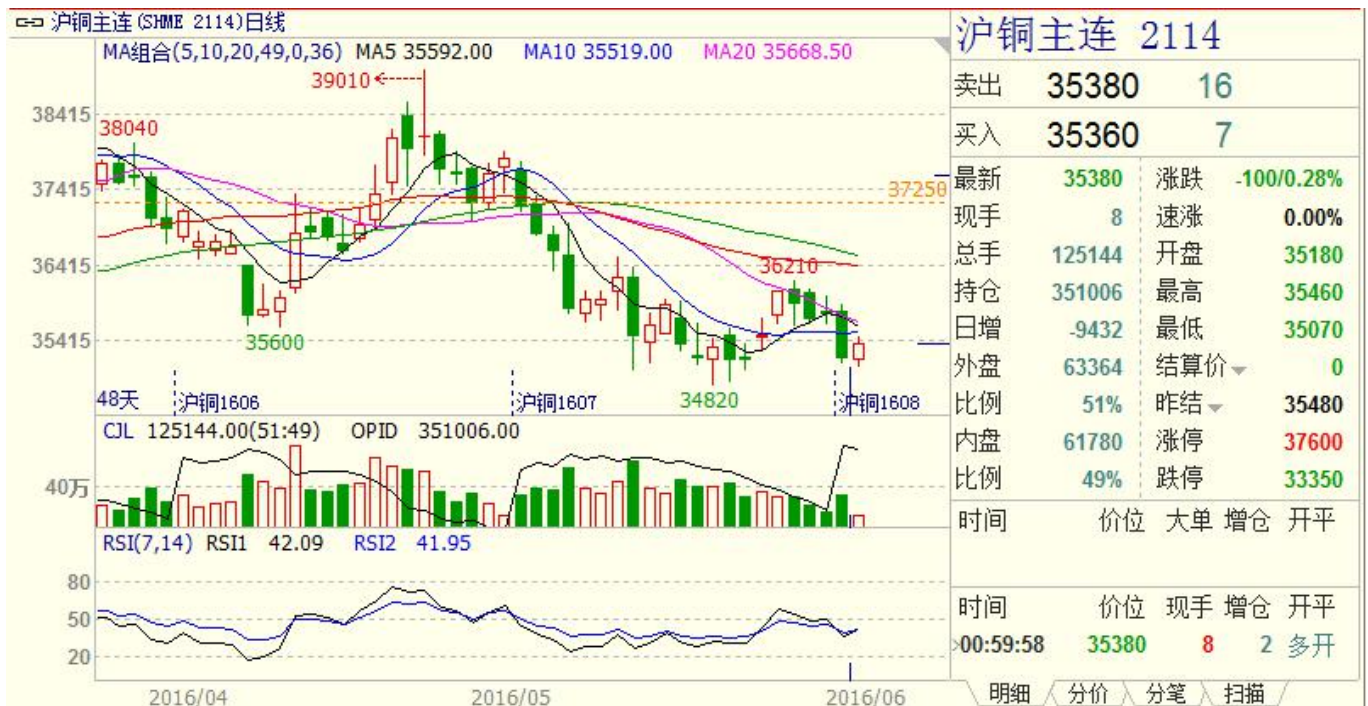 沪铜主连(SHME 2114)日线
MA组合(5,10,20,49,0,36) MA5 35592.00 MA10 35519.00 MA20 35668.50
39010
38415
38040
37415
37250
36415
36210
35415
35600
34820
48天 沪铜1606 沪铜1607 沪铜1608
CJL 125144.00(51:49) OPID 351006.00
40万
RSI(7,14) RSI1 42.09 RSI2 41.95
80
50
20
2016/04 2016/05 2016/06
沪铜主连 2114
卖出 35380 16
买入 35360 7
最新 35380 涨跌 -100/0.28%
现手 8 速涨 0.00%
总手 125144 开盘 35180
持仓 351006 最高 35460
日增 -9432 最低 35070
外盘 63364 结算价 0
比例 51% 昨结 35480
内盘 61780 涨停 37600
比例 49% 跌停 33350
时间 价位 大单 增仓 开平
时间 价位 现手 增仓 开平
00:59:58 35380 8 2 多开
明细 分价 分笔 扫描